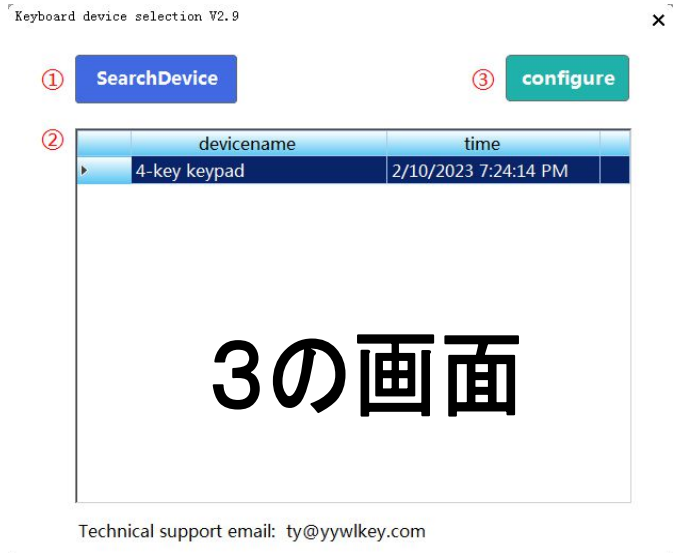 Keyboard device selection V2.9
① SearchDevice ③ configure
② devicename time
4-key keypad 2/10/2023 7:24:14 PM
3の画面
Technical support email: ty@yywlkey.com